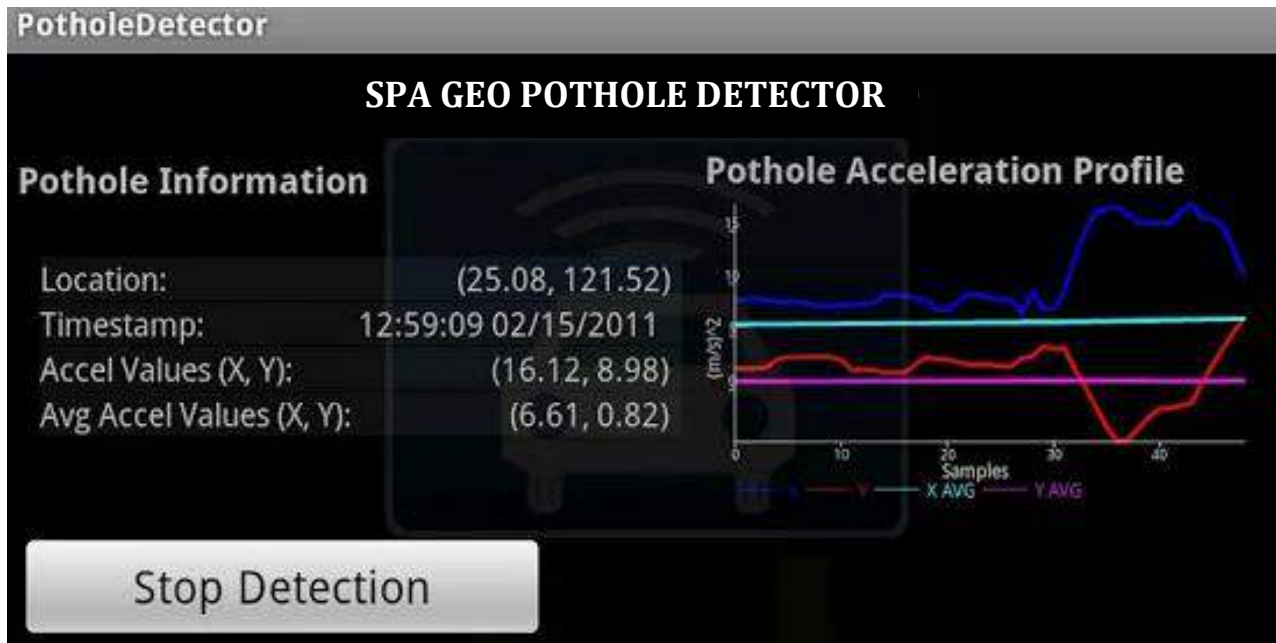 PotholeDetector
SPA GEO POTHOLE DETECTOR
Pothole Information
Location: (25.08, 121.52)
Timestamp: 12:59:09 02/15/2011
Accel Values (X, Y): (16.12, 8.98)
Avg Accel Values (X, Y): (6.61, 0.82)
Pothole Acceleration Profile
15
10
(m/s)^2
0 10 20 30 40
Samples
X Y X AVG Y AVG
Stop Detection